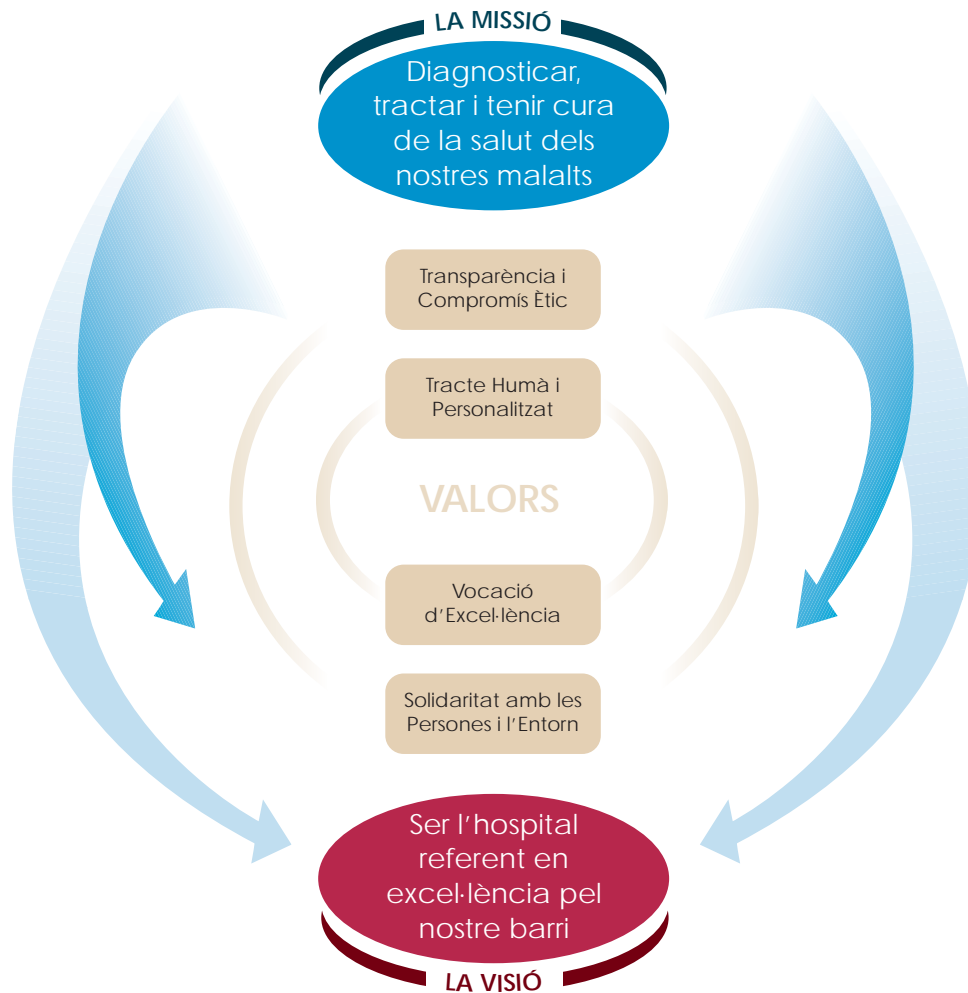 LA MISSIÓ
Diagnosticar,
tractar i tenir cura
de la salut dels
nostres malalts
Transparència i
Compromís Ètic
Tracte Humà i
Personalitzat
VALORS
Vocació
d'Excel·lència
Solidaritat amb les
Persones i l'Entorn
Ser l'hospital
referent en
excel·lència pel
nostre barri
LA VISIÓ